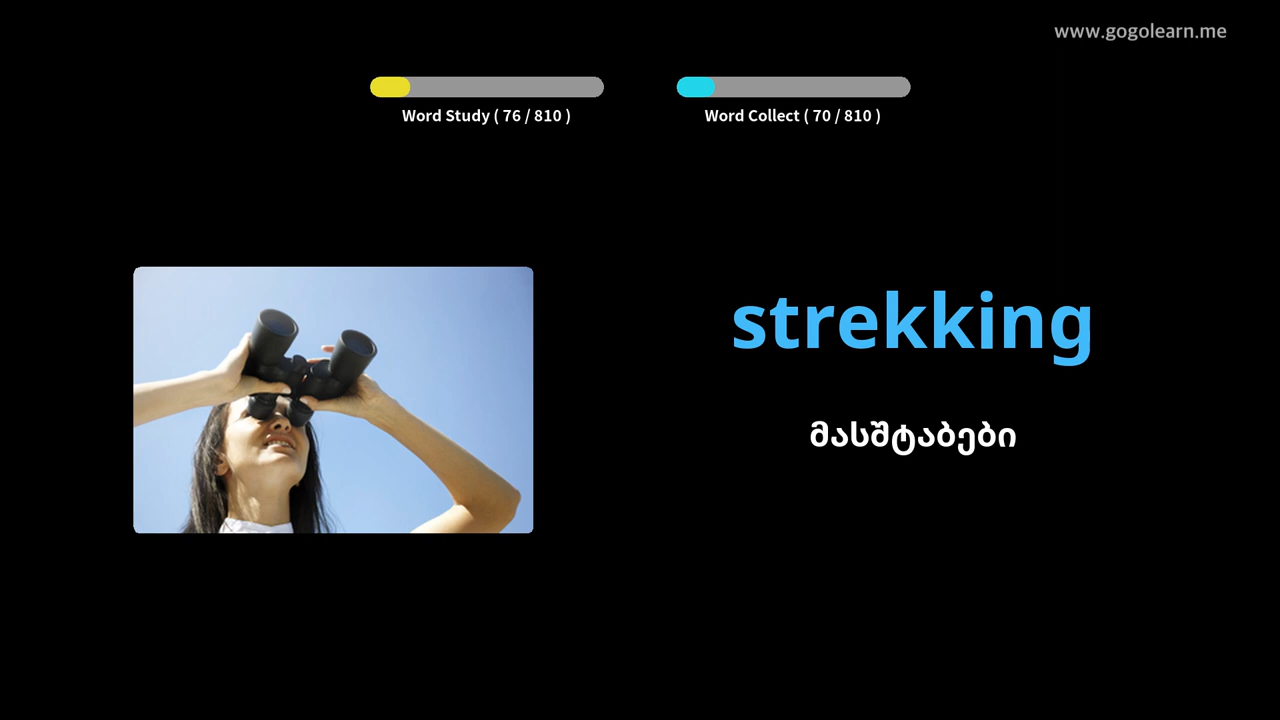 www.gogolearn.me
Word Study ( 76 / 810 )
Word Collect ( 70 / 810 )
strekking
მასშტაბები